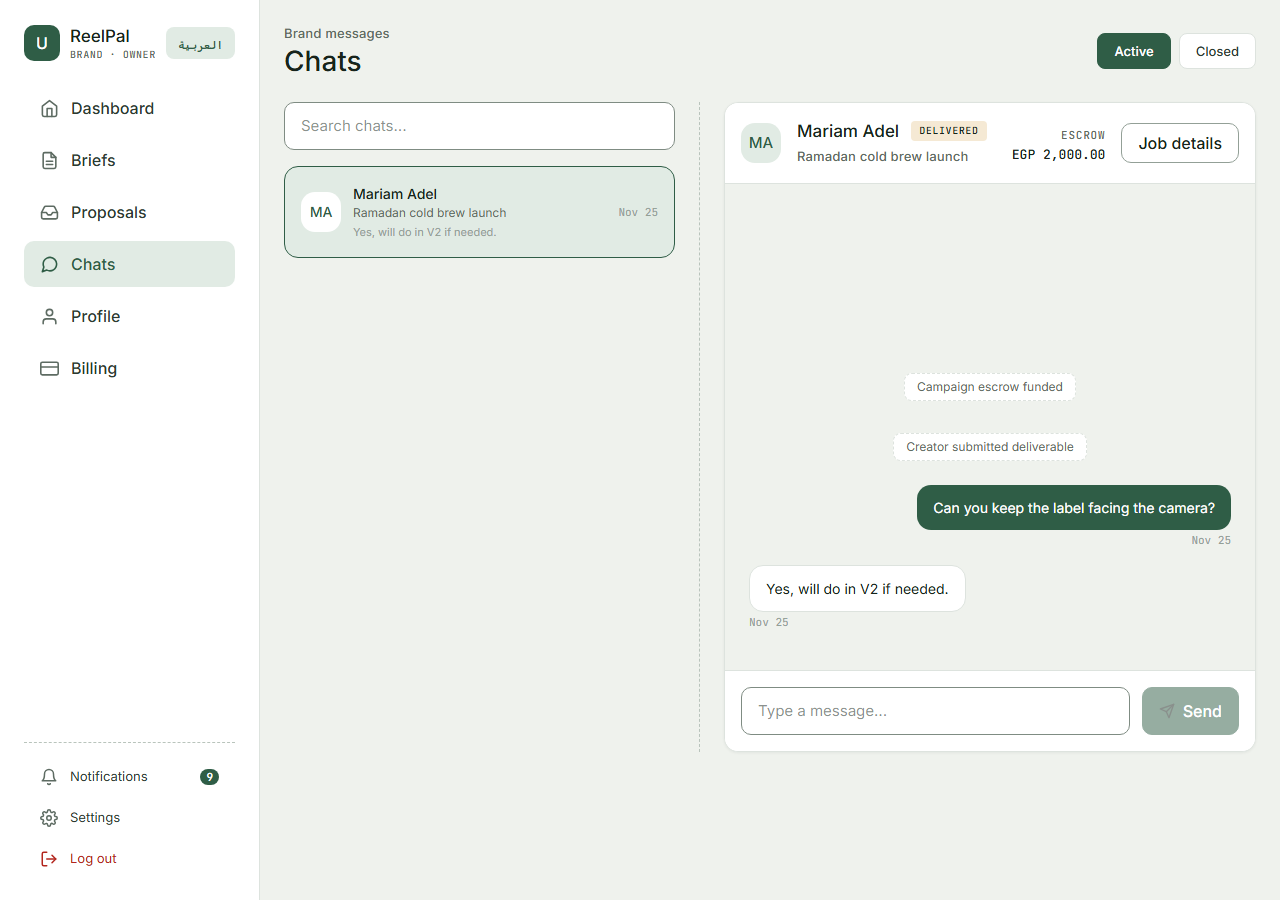 U
ReelPal
BRAND · OWNER
العربية
Dashboard
Briefs
Proposals
Chats
Profile
Billing
Notifications
9
Settings
Log out
Brand messages
Chats
Active
Closed
Search chats...
MA
Mariam Adel
Ramadan cold brew launch
Yes, will do in V2 if needed.
Nov 25
MA
Mariam Adel
DELIVERED
Ramadan cold brew launch
ESCROW
EGP 2,000.00
Job details
Campaign escrow funded
Creator submitted deliverable
Can you keep the label facing the camera?
Nov 25
Yes, will do in V2 if needed.
Nov 25
Type a message...
Send